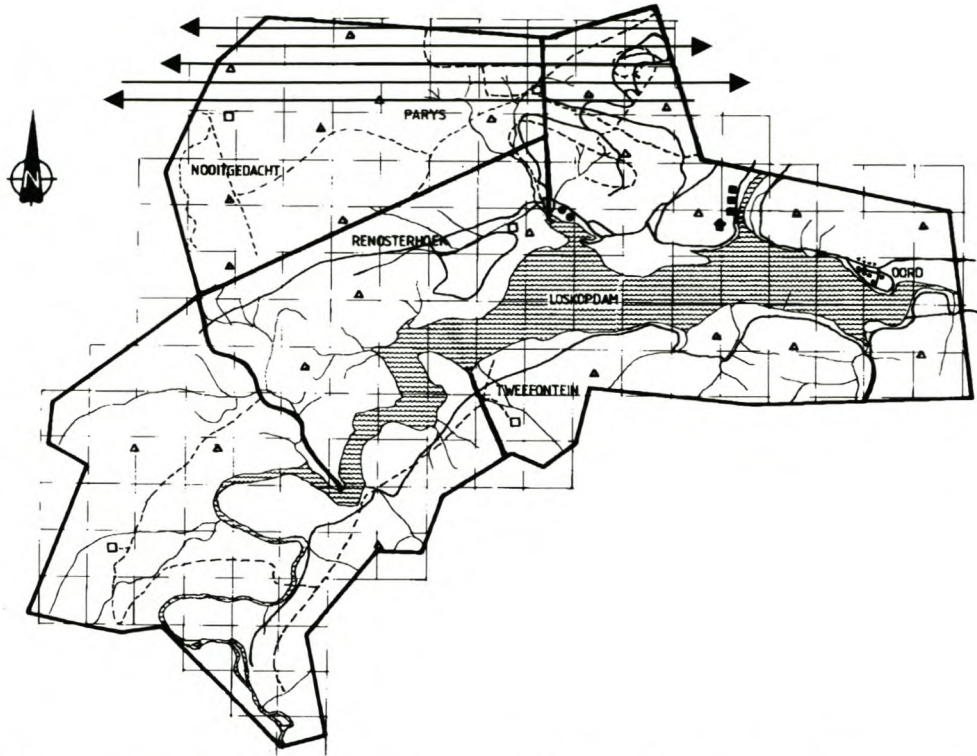 PARYS
NOOITGEDACHT
RENOSTERHOEK
OORD
LOSKOPDAM
TWEEFONTEIN
N